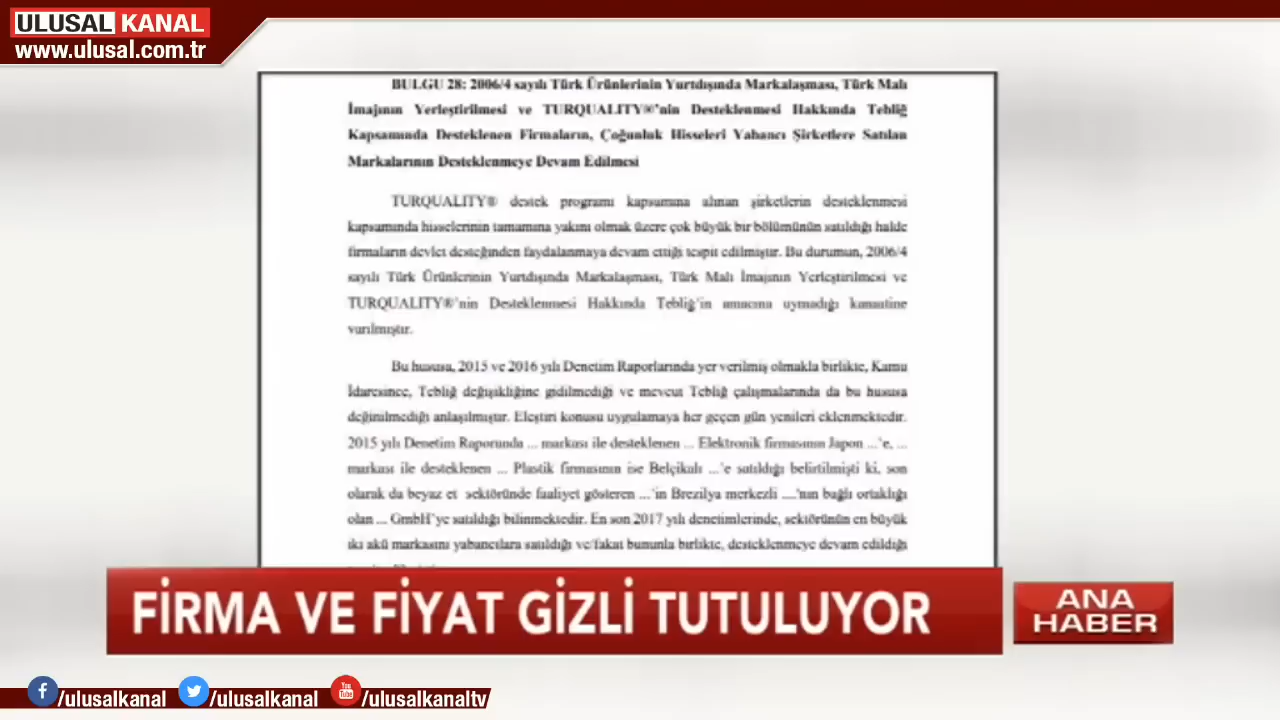 ULUSAL KANAL
www.ulusal.com.tr
BULGU 28: 2006/4 sayılı Türk Ürünlerinin Yurtdışında Markalaşması, Türk Malı
İmajının Yerleştirilmesi ve TURQUALITY®'nin Desteklenmesi Hakkında Tebliğ
Kapsamında Desteklenen Firmaların, Çoğunluk Hisseleri Yabancı Şirketlere Satılan
Markalarının Desteklenmeye Devam Edilmesi
TURQUALITY® destek programı kapsamına alınan şirketlerin desteklenmesi
kapsamında hisselerinin tamamına yakını olmak üzere çok büyük bir bölümünün satıldığı halde
firmaların devlet desteğinden faydalanmaya devam ettiği tespit edilmiştir. Bu durumun, 2006/4
sayılı Türk Ürünlerinin Yurtdışında Markalaşması, Türk Malı İmajının Yerleştirilmesi ve
TURQUALITY®'nin Desteklenmesi Hakkında Tebliğ'in amacına uymadığı kanaatine
varılmıştır.
Bu hususa, 2015 ve 2016 yılı Denetim Raporlarında yer verilmiş olmakla birlikte, Kamu
İdaresince, Tebliğ değişikliğine gidilmediği ve mevcut Tebliğ çalışmalarında da bu hususa
değinilmediği anlaşılmıştır. Eleştiri konusu uygulamaya her geçen gün yenileri eklenmektedir.
2015 yılı Denetim Raporunda ... markası ile desteklenen ... Elektronik firmasının Japon ...'e, ...
markası ile desteklenen ... Plastik firmasının ise Belçikalı ...'e satıldığı belirtilmişti ki, son
olarak da beyaz et sektöründe faaliyet gösteren ...'in Brezilya merkezli ....'nın bağlı ortaklığı
olan ... GmbH'ye satıldığı bilinmektedir. En son 2017 yılı denetimlerinde, sektörünün en büyük
iki akü markasını yabancılara satıldığı ve/fakat bununla birlikte, desteklenmeye devam edildiği
FİRMA VE FİYAT GİZLİ TUTULUYOR
ANA
HABER
/ulusalkanal
/ulusalkanal
/ulusalkanaltv